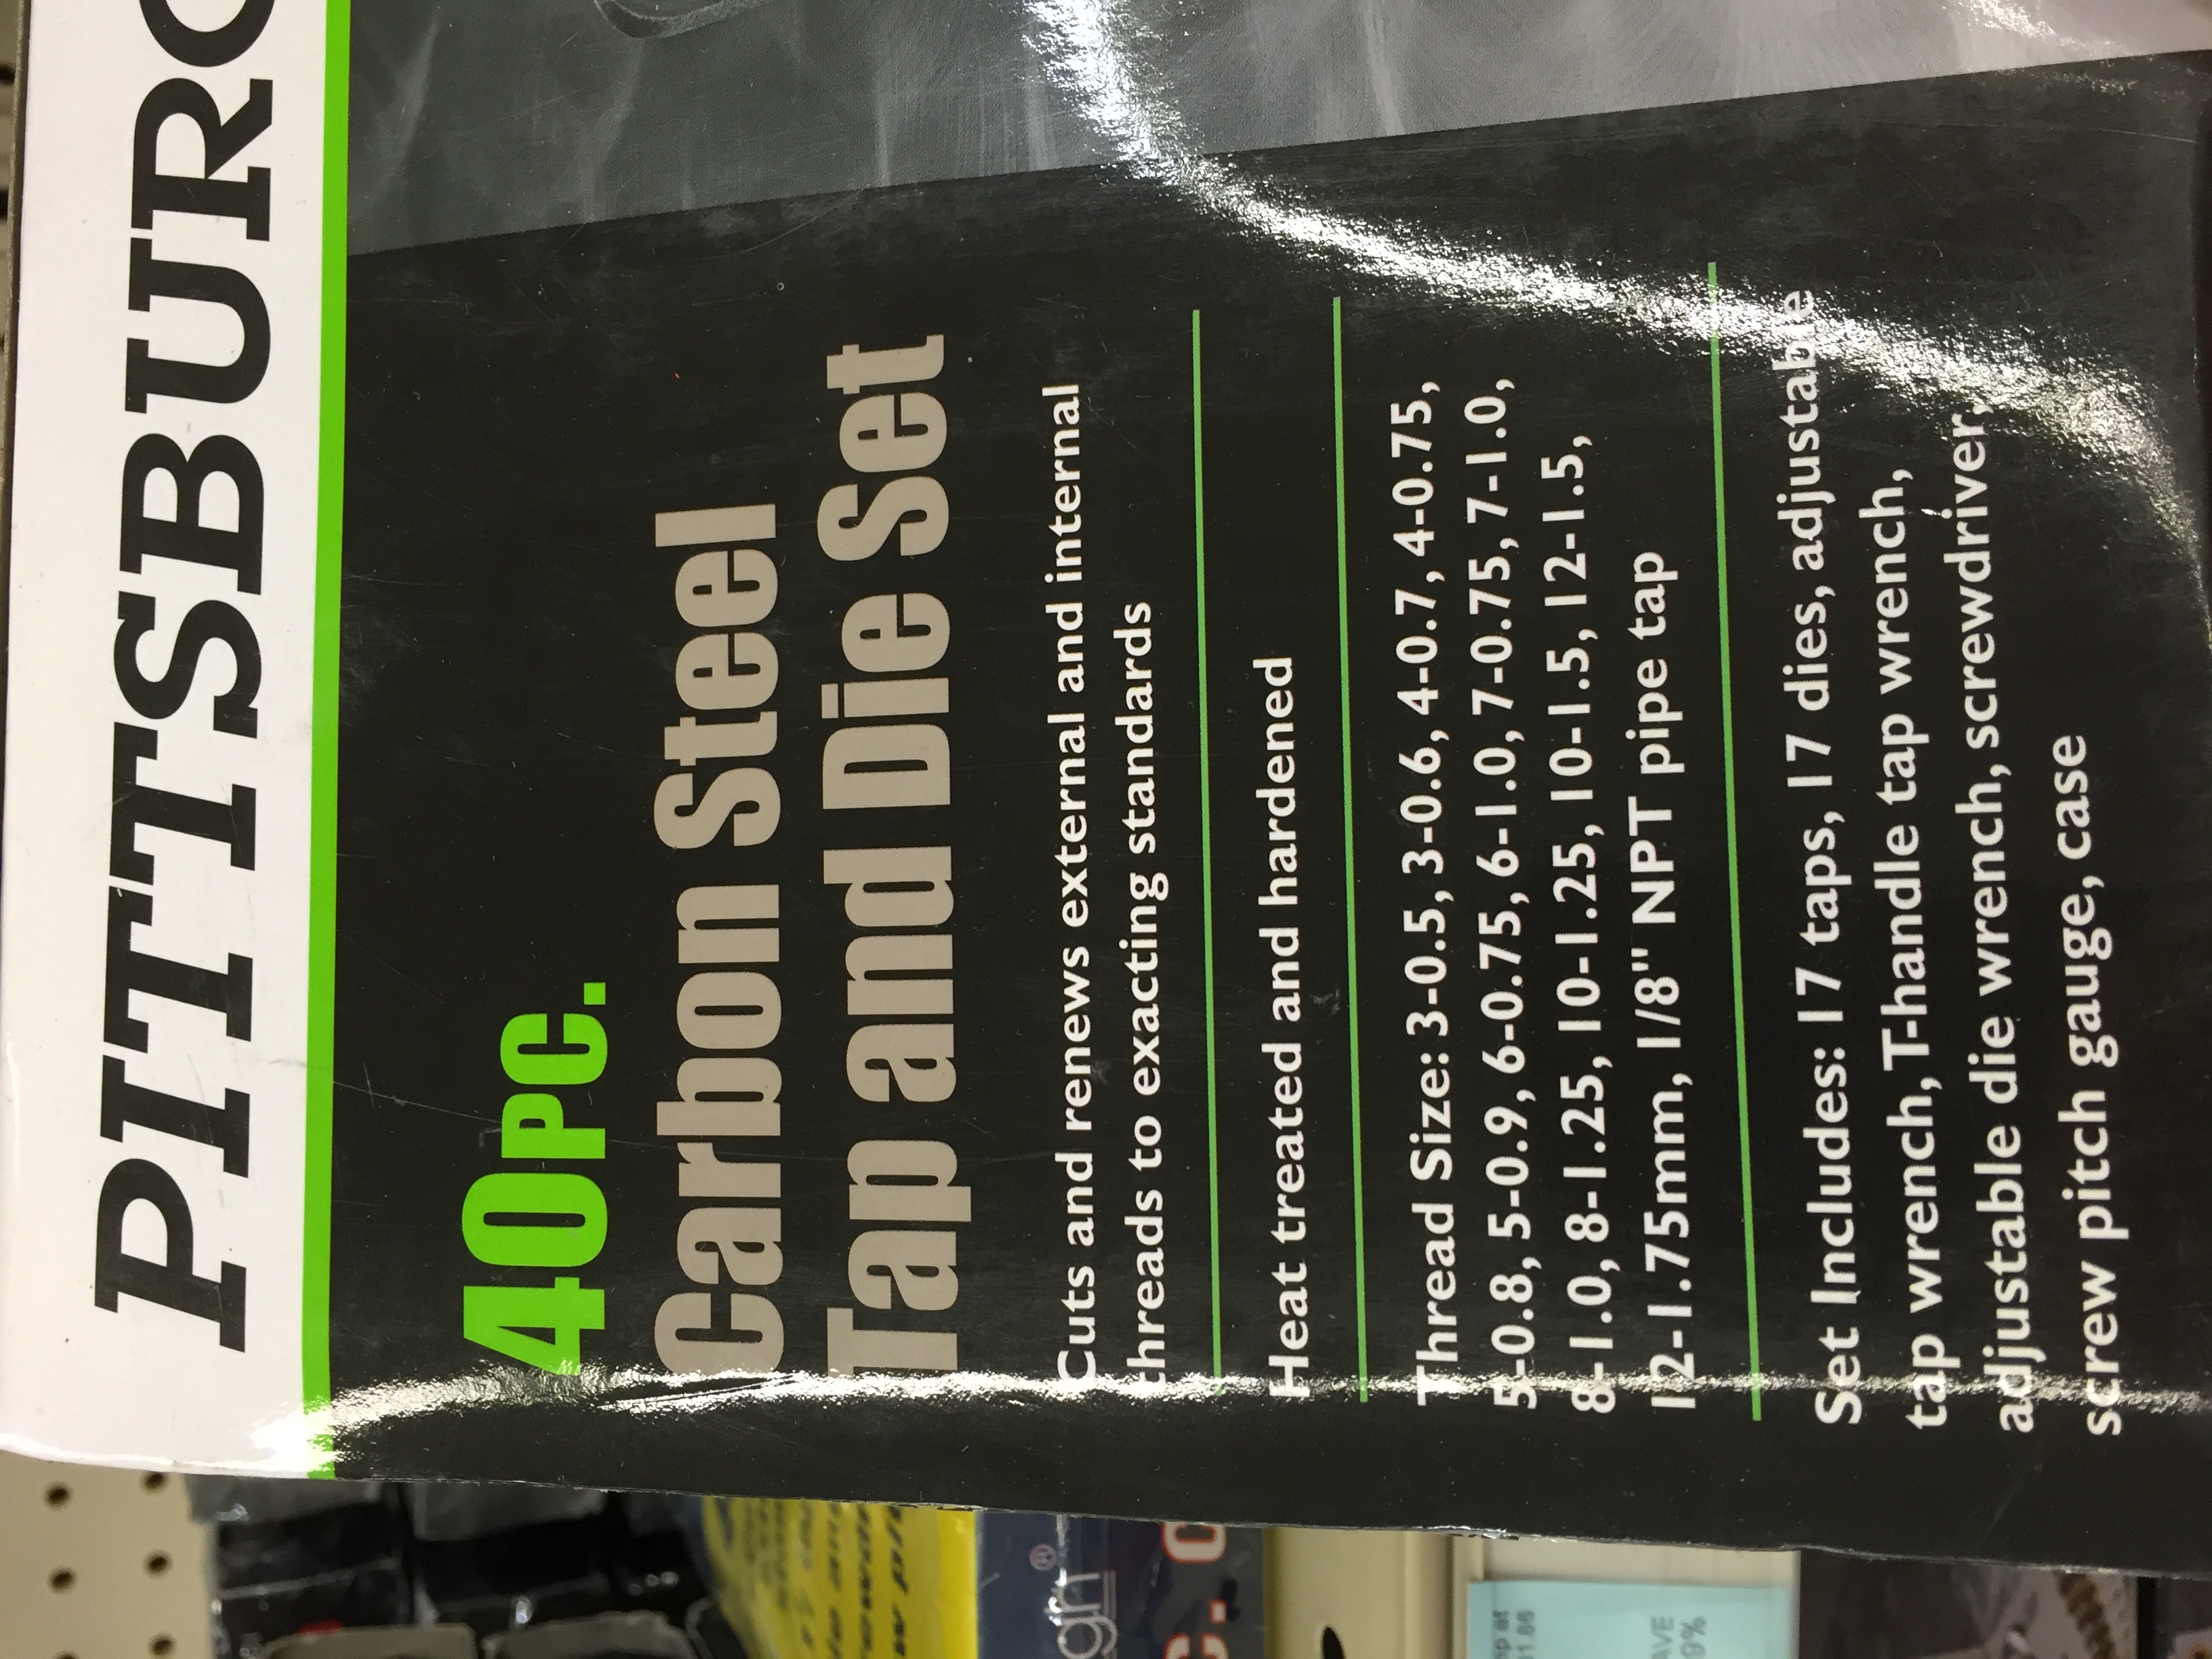 PITTSBURG
40 PC.
Carbon Steel
Tap and Die Set
Cuts and renews external and internal
threads to exacting standards
Heat treated and hardened
Thread Size: 3-0.5, 3-0.6, 4-0.7, 4-0.75,
5-0.8, 5-0.9, 6-0.75, 6-1.0, 7-0.75, 7-1.0,
8-1.0, 8-1.25, 10-1.25, 10-1.5, 12-1.5,
12-1.75mm, 1/8" NPT pipe tap
Set Includes: 17 taps, 17 dies, adjustable
tap wrench, T-handle tap wrench,
adjustable die wrench, screwdriver,
screw pitch gauge, case